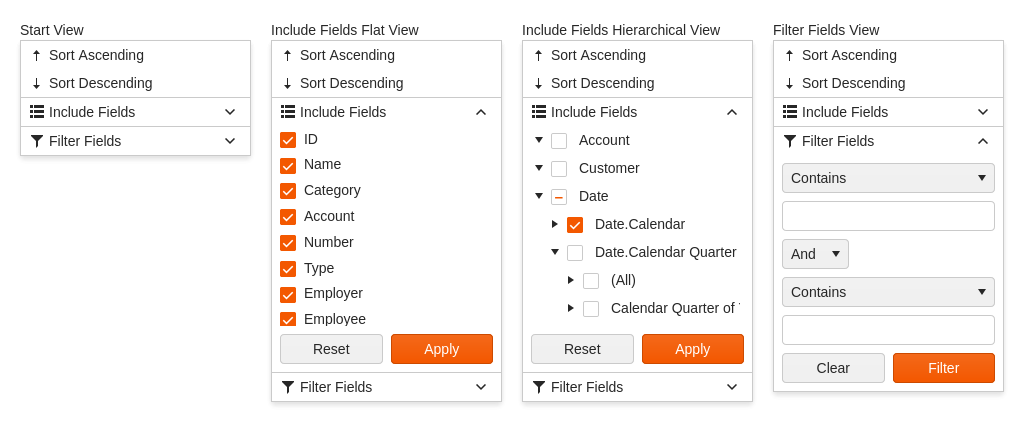 Start View
Sort Ascending
Sort Descending
Include Fields
Filter Fields
Include Fields Flat View
Sort Ascending
Sort Descending
Include Fields
ID
Name
Category
Account
Number
Type
Employer
Employee
Reset Apply
Filter Fields
Include Fields Hierarchical View
Sort Ascending
Sort Descending
Include Fields
Account
Customer
Date
Date.Calendar
Date.Calendar Quarter
(All)
Calendar Quarter of
Reset Apply
Filter Fields
Filter Fields View
Sort Ascending
Sort Descending
Include Fields
Filter Fields
Contains
And
Contains
Clear Filter